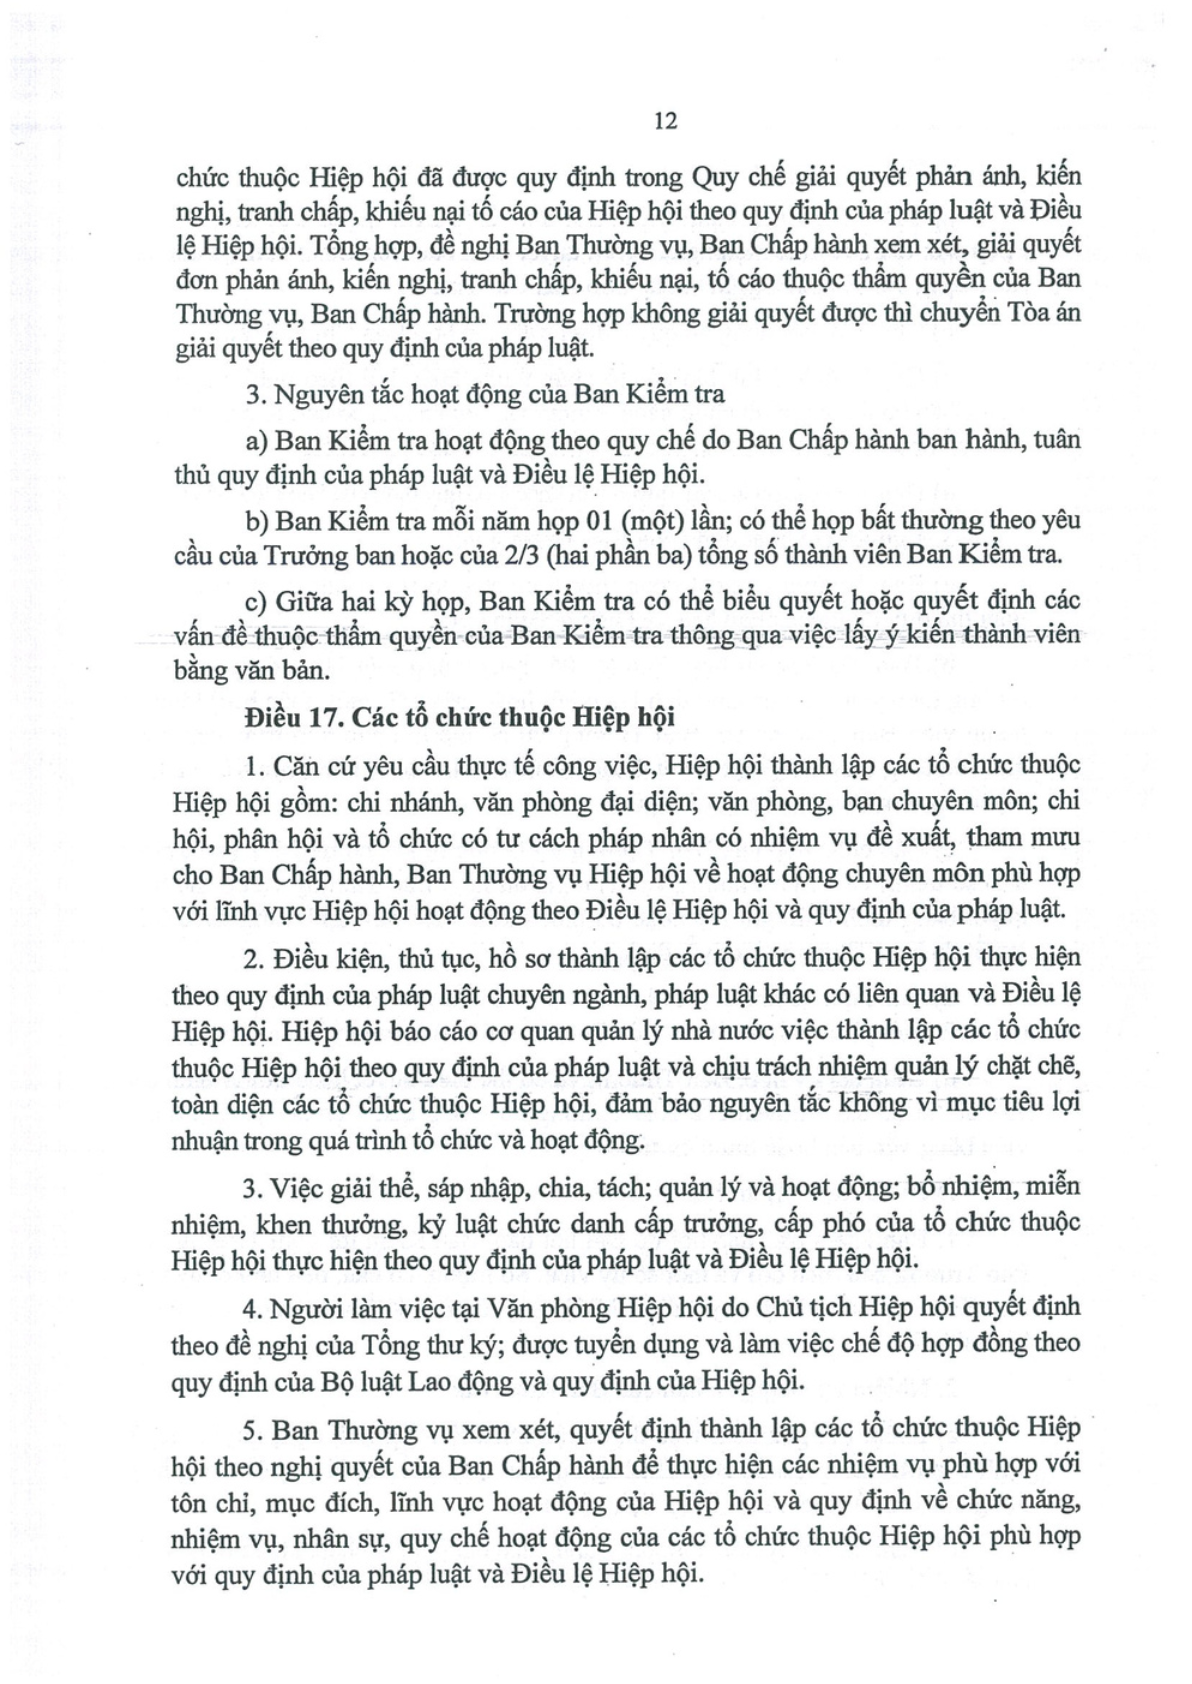 12
chức thuộc Hiệp hội đã được quy định trong Quy chế giải quyết phản ánh, kiến
nghị, tranh chấp, khiếu nại tố cáo của Hiệp hội theo quy định của pháp luật và Điều
lệ Hiệp hội. Tổng hợp, đề nghị Ban Thường vụ, Ban Chấp hành xem xét, giải quyết
đơn phản ánh, kiến nghị, tranh chấp, khiếu nại, tố cáo thuộc thẩm quyền của Ban
Thường vụ, Ban Chấp hành. Trường hợp không giải quyết được thì chuyển Tòa án
giải quyết theo quy định của pháp luật.
3. Nguyên tắc hoạt động của Ban Kiểm tra
a) Ban Kiểm tra hoạt động theo quy chế do Ban Chấp hành ban hành, tuân
thủ quy định của pháp luật và Điều lệ Hiệp hội.
b) Ban Kiểm tra mỗi năm họp 01 (một) lần; có thể họp bất thường theo yêu
cầu của Trưởng ban hoặc của 2/3 (hai phần ba) tổng số thành viên Ban Kiểm tra.
c) Giữa hai kỳ họp, Ban Kiểm tra có thể biểu quyết hoặc quyết định các
vấn đề thuộc thẩm quyền của Ban Kiểm tra thông qua việc lấy ý kiến thành viên
bằng văn bản.
Điều 17. Các tổ chức thuộc Hiệp hội
1. Căn cứ yêu cầu thực tế công việc, Hiệp hội thành lập các tổ chức thuộc
Hiệp hội gồm: chi nhánh, văn phòng đại diện; văn phòng, ban chuyên môn; chi
hội, phân hội và tổ chức có tư cách pháp nhân có nhiệm vụ đề xuất, tham mưu
cho Ban Chấp hành, Ban Thường vụ Hiệp hội về hoạt động chuyên môn phù hợp
với lĩnh vực Hiệp hội hoạt động theo Điều lệ Hiệp hội và quy định của pháp luật.
2. Điều kiện, thủ tục, hồ sơ thành lập các tổ chức thuộc Hiệp hội thực hiện
theo quy định của pháp luật chuyên ngành, pháp luật khác có liên quan và Điều lệ
Hiệp hội. Hiệp hội báo cáo cơ quan quản lý nhà nước việc thành lập các tổ chức
thuộc Hiệp hội theo quy định của pháp luật và chịu trách nhiệm quản lý chặt chẽ,
toàn diện các tổ chức thuộc Hiệp hội, đảm bảo nguyên tắc không vì mục tiêu lợi
nhuận trong quá trình tổ chức và hoạt động.
3. Việc giải thể, sáp nhập, chia, tách; quản lý và hoạt động; bổ nhiệm, miễn
nhiệm, khen thưởng, kỷ luật chức danh cấp trưởng, cấp phó của tổ chức thuộc
Hiệp hội thực hiện theo quy định của pháp luật và Điều lệ Hiệp hội.
4. Người làm việc tại Văn phòng Hiệp hội do Chủ tịch Hiệp hội quyết định
theo đề nghị của Tổng thư ký; được tuyển dụng và làm việc chế độ hợp đồng theo
quy định của Bộ luật Lao động và quy định của Hiệp hội.
5. Ban Thường vụ xem xét, quyết định thành lập các tổ chức thuộc Hiệp
hội theo nghị quyết của Ban Chấp hành để thực hiện các nhiệm vụ phù hợp với
tôn chỉ, mục đích, lĩnh vực hoạt động của Hiệp hội và quy định về chức năng,
nhiệm vụ, nhân sự, quy chế hoạt động của các tổ chức thuộc Hiệp hội phù hợp
với quy định của pháp luật và Điều lệ Hiệp hội.